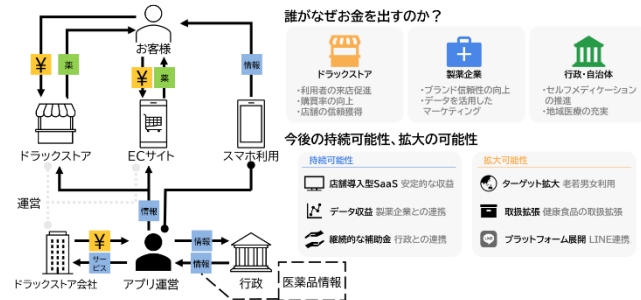 お客様
¥
薬
¥
薬
情報
ドラックストア
ECサイト
スマホ利用
運営
情報
¥
サービス
情報
情報
ドラックストア会社
アプリ運営
行政
医薬品情報
誰がなぜお金を出すのか？
ドラックストア
・利用者の来店促進
・購買率の向上
・店舗の信頼獲得
製薬企業
・ブランド信頼性の向上
・データを活用した
マーケティング
行政・自治体
・セルフメディケーション
の推進
・地域医療の充実
今後の持続可能性、拡大の可能性
持続可能性
店舗導入型SaaS 安定的な収益
データ収益 製薬企業との連携
継続的な補助金 行政との連携
拡大可能性
ターゲット拡大 老若男女利用
取扱拡張 健康食品の取扱拡張
LINE
プラットフォーム展開 LINE連携